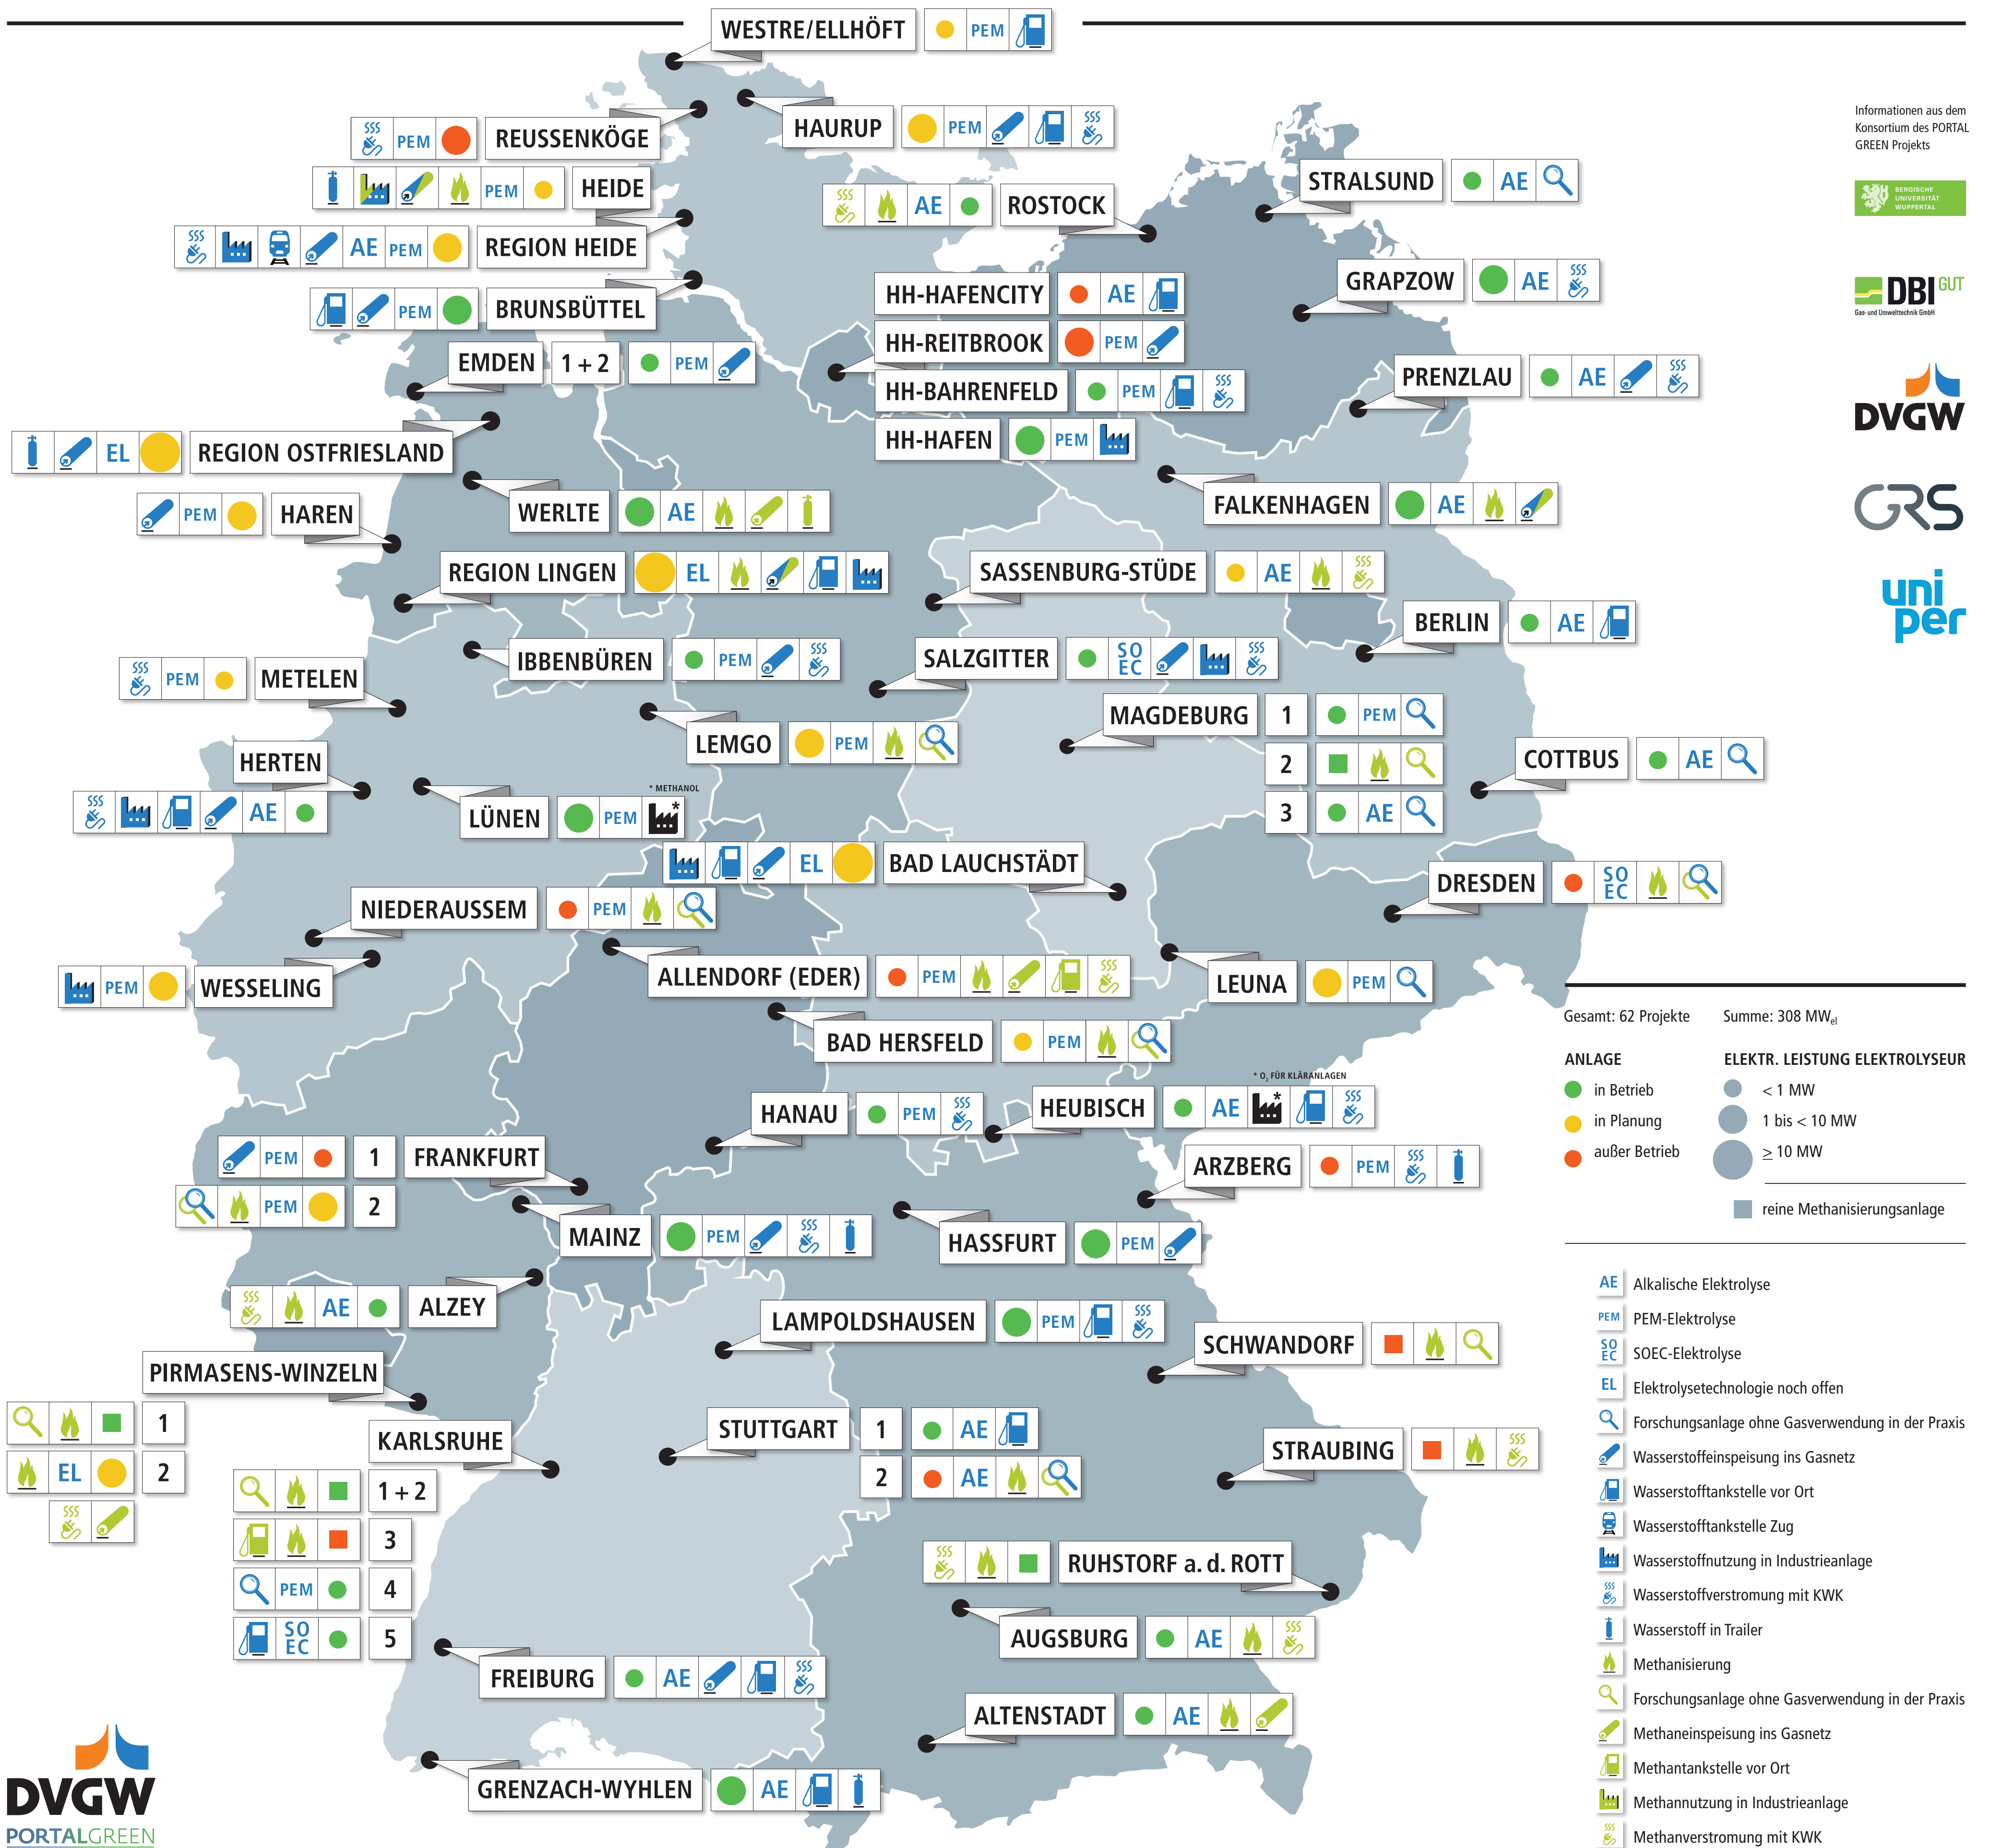 WESTRE/ELLHÖFT PEM
HAURUP PEM
PEM REUSSENKÖGE
PEM HEIDE
AE PEM REGION HEIDE
PEM BRUNSBÜTTEL
AE ROSTOCK
STRALSUND AE
GRAPZOW AE
HH-HAFENCITY AE
HH-REITBROOK PEM
HH-BAHRENFELD PEM
HH-HAFEN PEM
EMDEN 1 + 2 PEM
PRENZLAU AE
EL REGION OSTFRIESLAND
WERLTE AE
FALKENHAGEN AE
PEM HAREN
REGION LINGEN EL
SASSENBURG-STÜDE AE
BERLIN AE
IBBENBÜREN PEM
SALZGITTER SO
EC
PEM METELEN
LEMGO PEM
MAGDEBURG 1 PEM
2
3 AE
COTTBUS AE
HERTEN
AE
* METHANOL
LÜNEN PEM *
EL BAD LAUCHSTÄDT
DRESDEN SO
EC
NIEDERAUSSEM PEM
PEM WESSELING
ALLENDORF (EDER) PEM
LEUNA PEM
BAD HERSFELD PEM
* O2 FÜR KLÄRANLAGEN
HANAU PEM
HEUBISCH AE *
PEM 1 FRANKFURT
PEM 2
ARZBERG PEM
MAINZ PEM
HASSFURT PEM
AE ALZEY
LAMPOLDSHAUSEN PEM
SCHWANDORF
PIRMASENS-WINZELN
1
EL 2
KARLSRUHE
1 + 2
3
PEM 4
SO
EC 5
STUTTGART 1 AE
2 AE
STRAUBING
RUHSTORF a. d. ROTT
AUGSBURG AE
FREIBURG AE
ALTENSTADT AE
GRENZACH-WYHLEN AE
Informationen aus dem
Konsortium des PORTAL
GREEN Projekts
BERGISCHE
UNIVERSITÄT
WUPPERTAL
DBI GUT
Gas- und Umwelttechnik GmbH
DVGW
GRS
uni
per
Gesamt: 62 Projekte Summe: 308 MWel
ANLAGE ELEKTR. LEISTUNG ELEKTROLYSEUR
in Betrieb < 1 MW
in Planung 1 bis < 10 MW
außer Betrieb ≥ 10 MW
reine Methanisierungsanlage
AE Alkalische Elektrolyse
PEM PEM-Elektrolyse
SO
EC SOEC-Elektrolyse
EL Elektrolysetechnologie noch offen
Forschungsanlage ohne Gasverwendung in der Praxis
Wasserstoffeinspeisung ins Gasnetz
Wasserstofftankstelle vor Ort
Wasserstofftankstelle Zug
Wasserstoffnutzung in Industrieanlage
Wasserstoffverstromung mit KWK
Wasserstoff in Trailer
Methanisierung
Forschungsanlage ohne Gasverwendung in der Praxis
Methaneinspeisung ins Gasnetz
Methantankstelle vor Ort
Methannutzung in Industrieanlage
Methanverstromung mit KWK
DVGW
PORTALGREEN